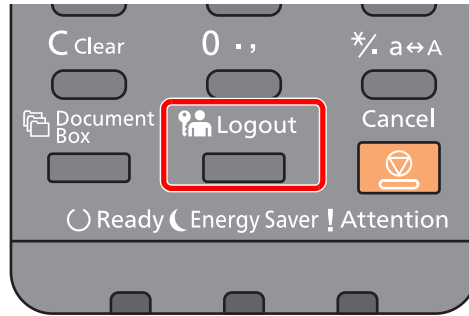 C Clear
0 . ,
*/. a⇔A
Document
Box
Logout
Cancel
Ready
Energy Saver
! Attention